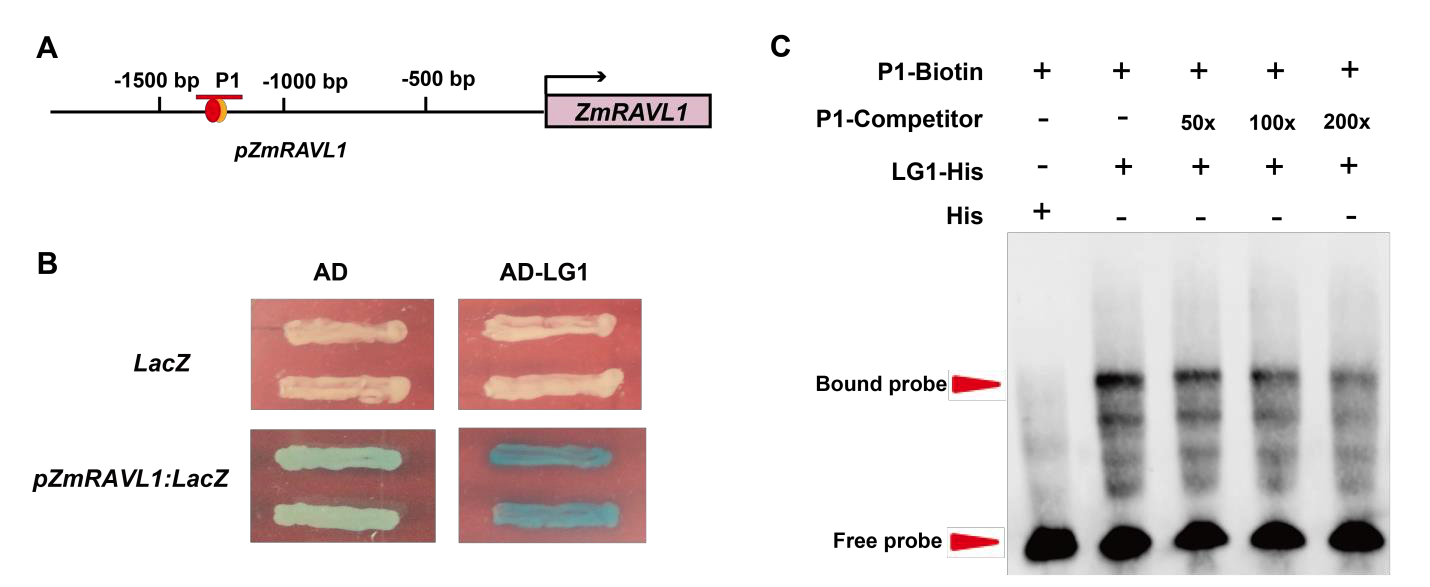 A
-1500 bp P1 -1000 bp -500 bp
ZmRAVL1
pZmRAVL1
B
AD AD-LG1
LacZ
pZmRAVL1:LacZ
C
P1-Biotin + + + + +
P1-Competitor - - 50x 100x 200x
LG1-His - + + + +
His + - - - -
Bound probe
Free probe